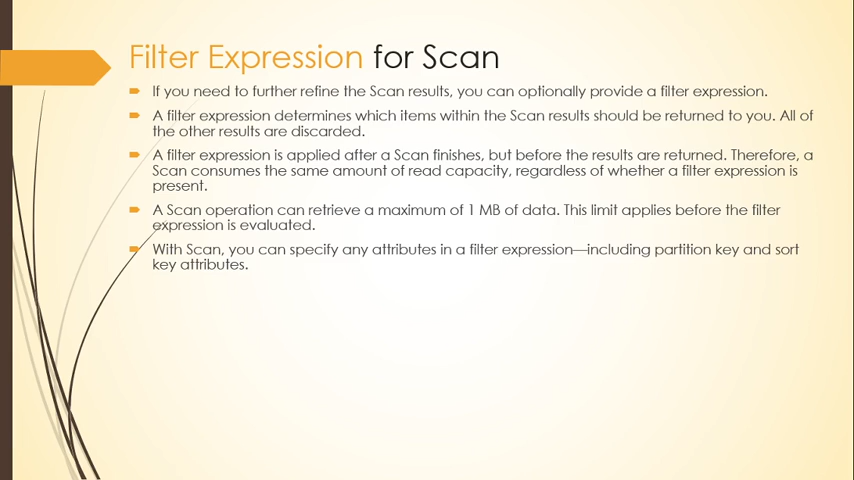 Filter Expression for Scan
If you need to further refine the Scan results, you can optionally provide a filter expression.
A filter expression determines which items within the Scan results should be returned to you. All of
the other results are discarded.
A filter expression is applied after a Scan finishes, but before the results are returned. Therefore, a
Scan consumes the same amount of read capacity, regardless of whether a filter expression is
present.
A Scan operation can retrieve a maximum of 1 MB of data. This limit applies before the filter
expression is evaluated.
With Scan, you can specify any attributes in a filter expression—including partition key and sort
key attributes.